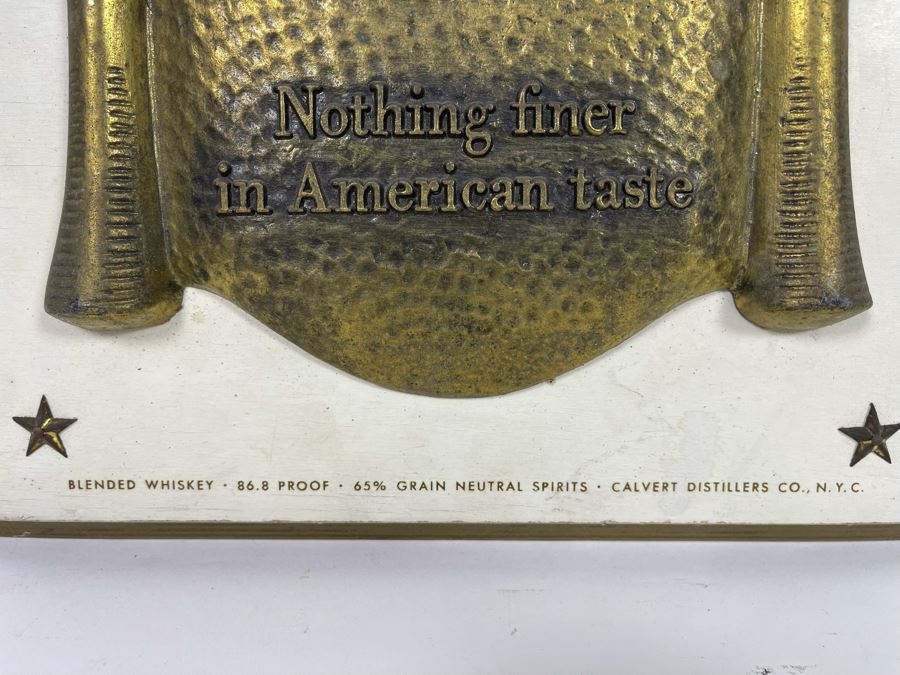 Nothing finer
in American taste
BLENDED WHISKEY · 86.8 PROOF · 65% GRAIN NEUTRAL SPIRITS · CALVERT DISTILLERS CO., N.Y.C.